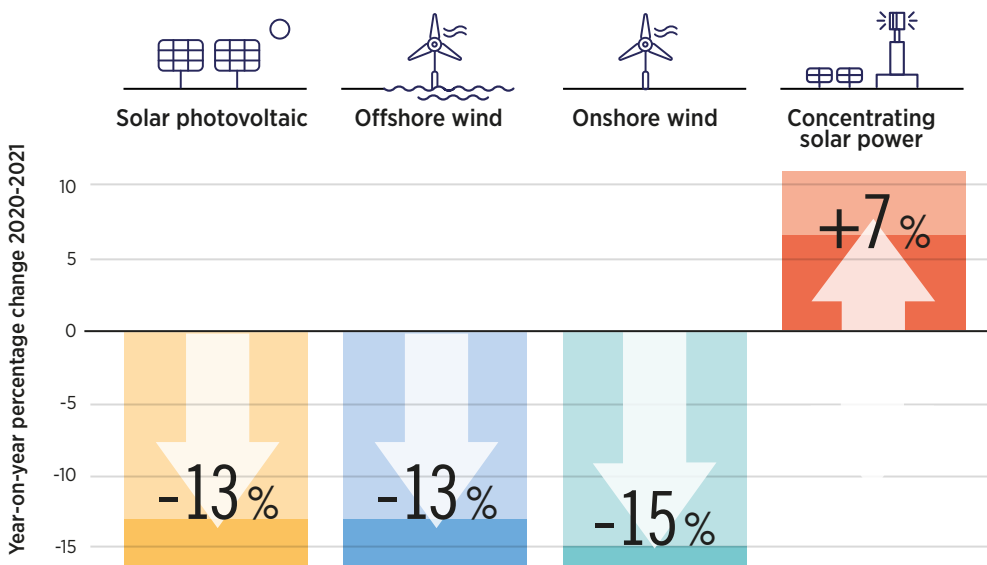 Solar photovoltaic
Offshore wind
Onshore wind
Concentrating
solar power
Year-on-year percentage change 2020-2021
10
5
0
-5
-10
-15
-13%
-13%
-15%
+7%